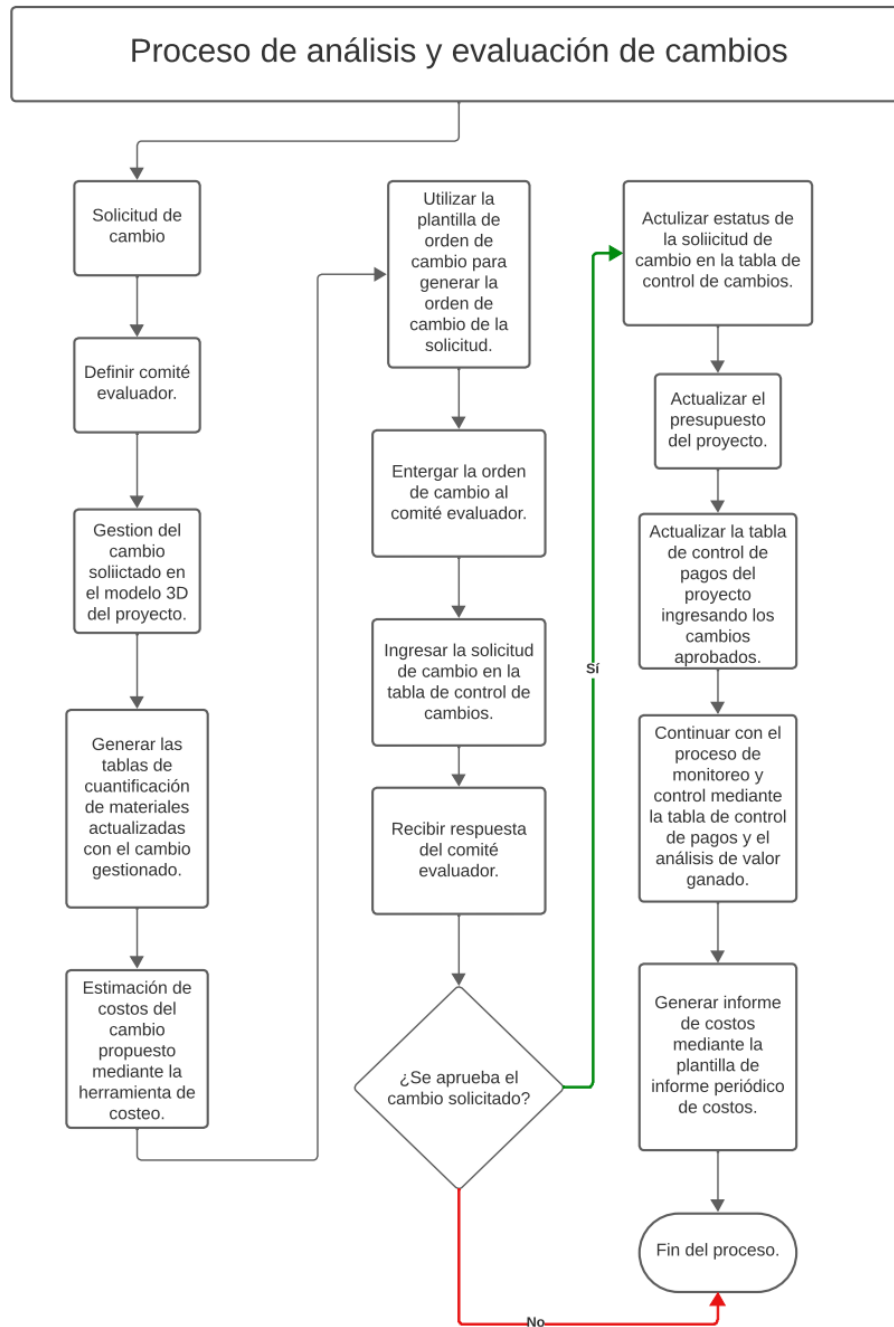 Proceso de análisis y evaluación de cambios
Solicitud de
cambio
Definir comité
evaluador.
Gestion del
cambio
soliictado en
el modelo 3D
del proyecto.
Generar las
tablas de
cuantificación
de materiales
actualizadas
con el cambio
gestionado.
Estimación de
costos del
cambio
propuesto
mediante la
herramienta de
costeo.
Utilizar la
plantilla de
orden de
cambio para
generar la
orden de
cambio de la
solicitud.
Entergar la orden
de cambio al
comité evaluador.
Ingresar la solicitud
de cambio en la
tabla de control de
cambios.
Recibir respuesta
del comité
evaluador.
¿Se aprueba el
cambio solicitado?
Sí
No
Actulizar estatus de
la soliicitud de
cambio en la tabla de
control de cambios.
Actualizar el
presupuesto
del proyecto.
Actualizar la tabla
de control de
pagos del
proyecto
ingresando los
cambios
aprobados.
Continuar con el
proceso de
monitoreo y
control mediante
la tabla de control
de pagos y el
análisis de valor
ganado.
Generar informe
de costos
mediante la
plantilla de
informe periódico
de costos.
Fin del proceso.